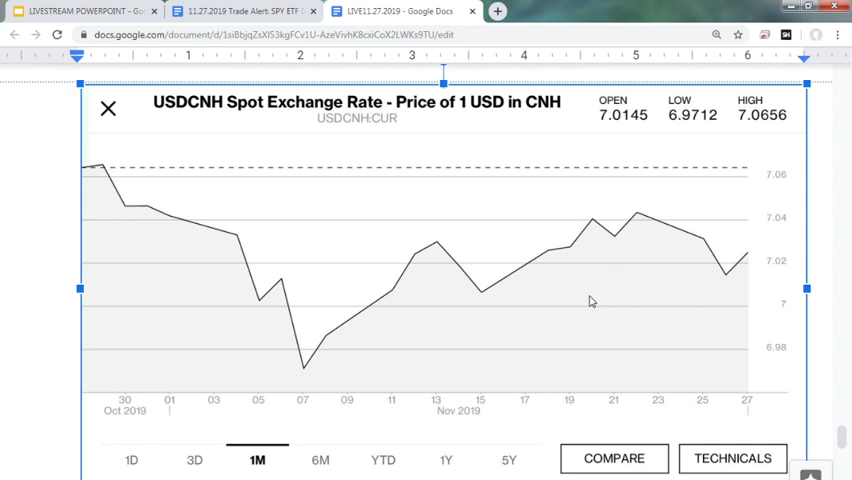 LIVESTREAM POWERPOINT - Go
11.27.2019 Trade Alert: SPY ETF
LIVE11.27.2019 - Google Docs
docs.google.com/document/d/1siBbjqZsXI53kgFCv1U-AzeVivhK8cxiCoX2LWKs9TU/edit
1 2 3 4 5 6
USDCNH Spot Exchange Rate - Price of 1 USD in CNH
USDCNH:CUR
OPEN LOW HIGH
7.0145 6.9712 7.0656
7.06
7.04
7.02
7
6.98
30 01 03 05 07 09 11 13 15 17 19 21 23 25 27
Oct 2019 Nov 2019
1D 3D 1M 6M YTD 1Y 5Y COMPARE TECHNICALS